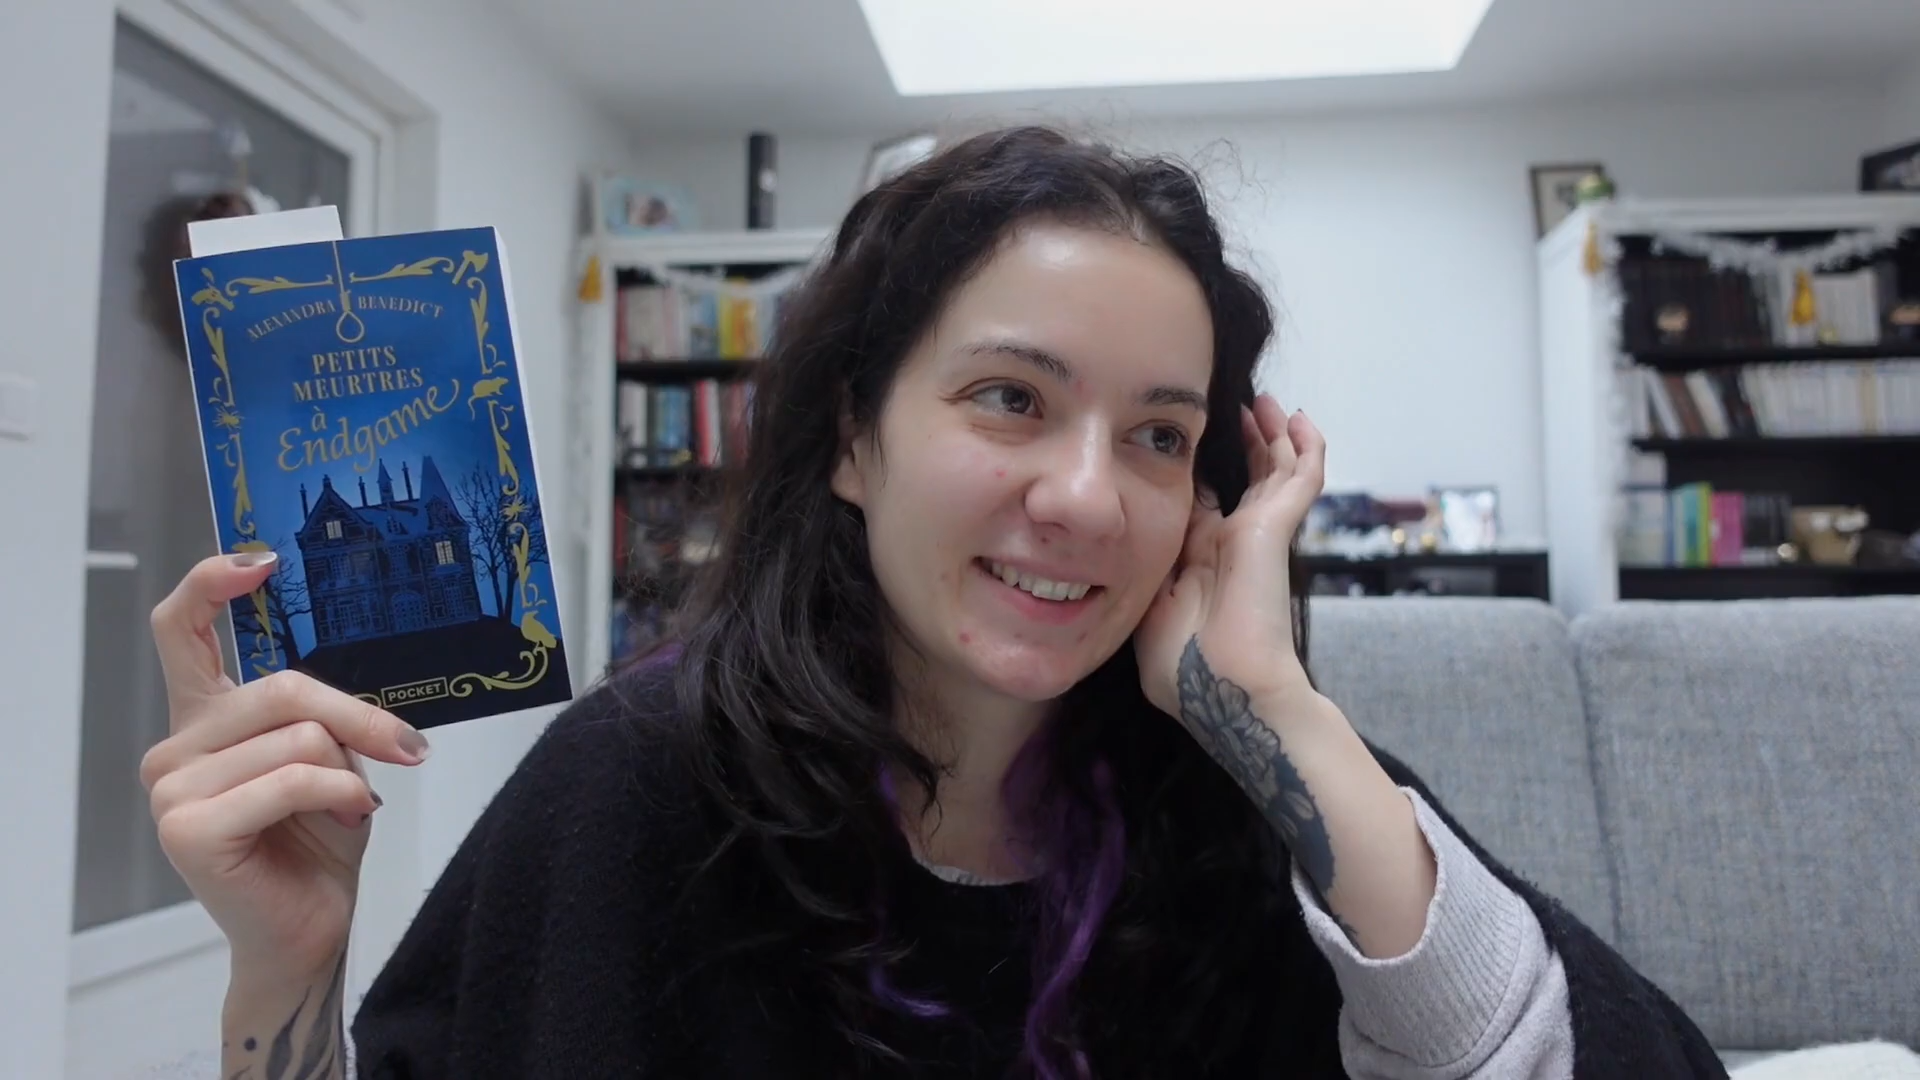 ALEXANDRA BENEDICT
PETITS
MEURTRES
à
Endgame
POCKET